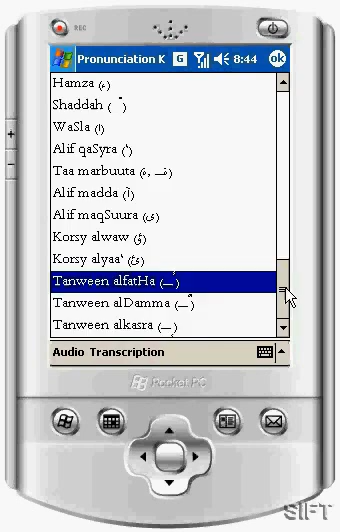 REC
Pronunciation K G 8:44 ok
Hamza (ء)
Shaddah ( ّ )
WaSla (ا)
Alif qaSyra ( ٰ )
Taa marbuuta (ة, ـة)
Alif madda (آ)
Alif maqSuura (ى)
Korsy alwaw (ؤ)
Korsy alyaa' (ئ)
Tanween alfatHa (ـً)
Tanween alDamma (ـٌ)
Tanween alkasra (ـٍ)
Audio Transcription
Pocket PC
SIFT